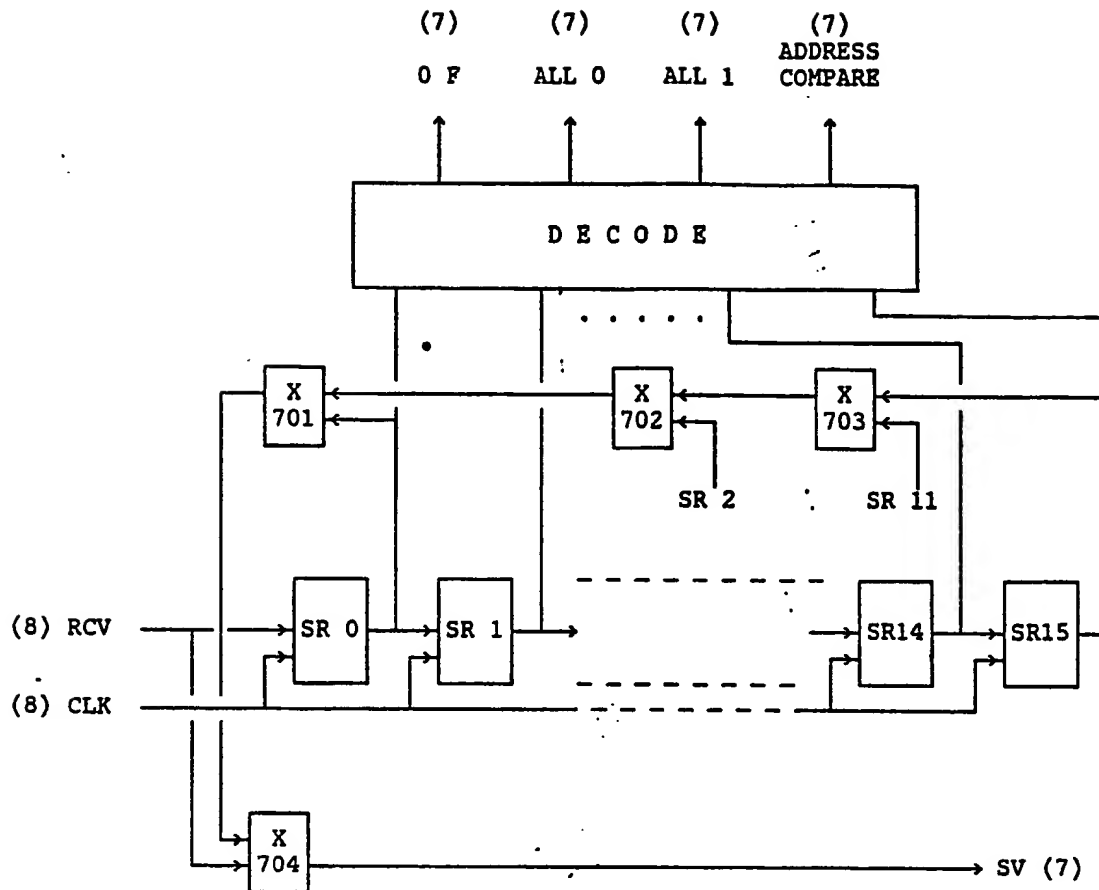 (7) (7) (7) (7)
0 F ALL 0 ALL 1 ADDRESS
COMPARE
D E C O D E
X
701
X
702
X
703
SR 2 SR 11
(8) RCV SR 0 SR 1 SR14 SR15
(8) CLK
X
704
SV (7)